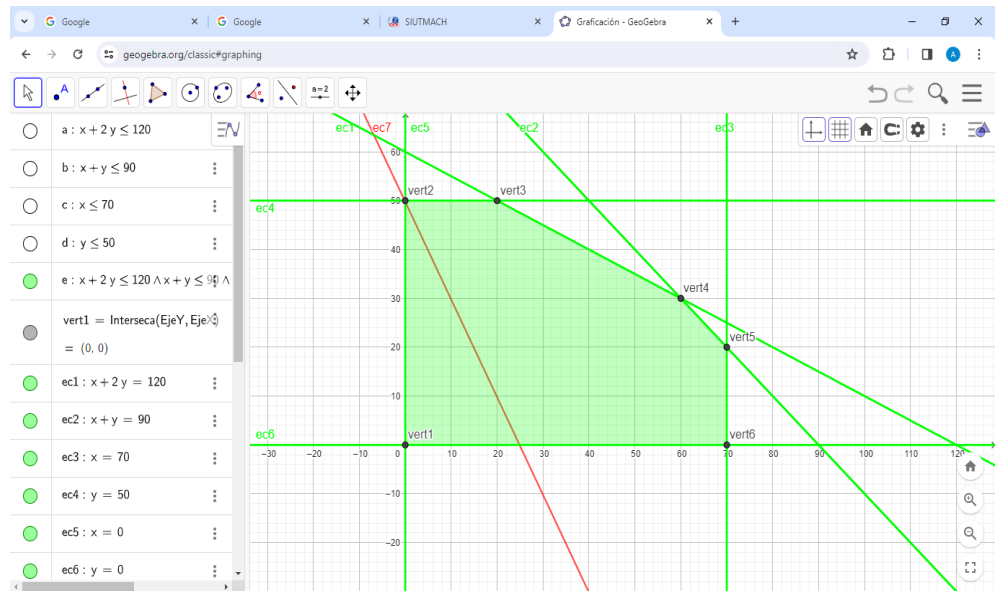 Google
Google
SIUTMACH
Graficación - GeoGebra
geogebra.org/classic#graphing
A
A
a=2
a : x + 2 y ≤ 120
b : x + y ≤ 90
c : x ≤ 70
d : y ≤ 50
e : x + 2 y ≤ 120 ∧ x + y ≤ 90 ∧
vert1 = Interseca(EjeY, EjeX)
= (0, 0)
ec1 : x + 2 y = 120
ec2 : x + y = 90
ec3 : x = 70
ec4 : y = 50
ec5 : x = 0
ec6 : y = 0
ec1 ec7 ec5 ec2 ec3
60
vert2 vert3
50
ec4
40
vert4
30
vert5
20
10
ec6 vert1 vert6
−30 −20 −10 0 10 20 30 40 50 60 70 80 90 100 110 120
−10
−20